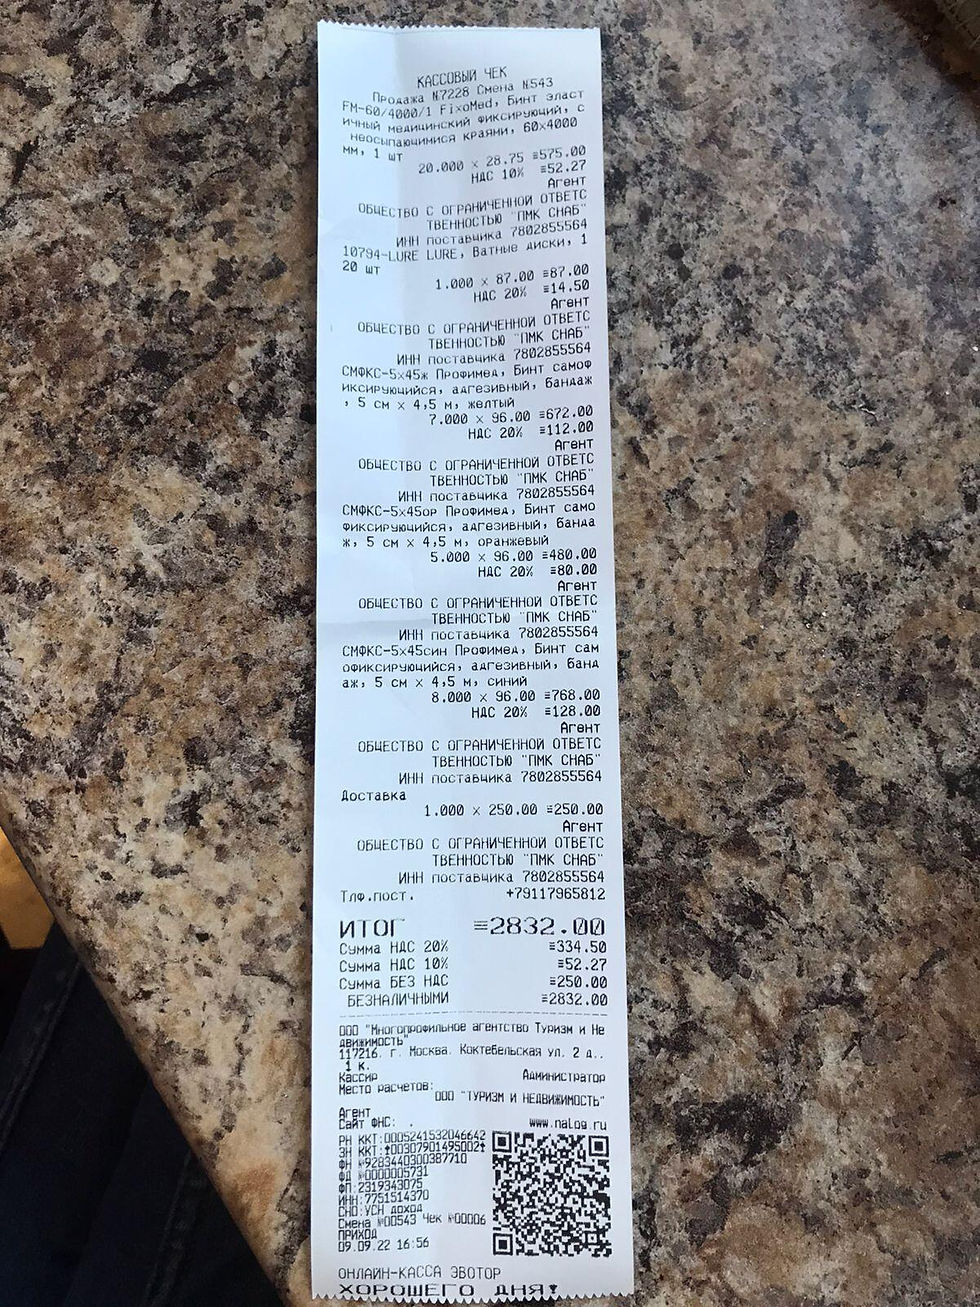 КАССОВЫЙ ЧЕК
Продажа №7228 Смена №543
FM-60/4000/1 FixoMed, Бинт эласт
ичный медицинский фиксирующий, с
неосыпающимися краями, 60x4000
мм, 1 шт
20.000 x 28.75 ≡575.00
НДС 10% ≡52.27
Агент
ОБЩЕСТВО С ОГРАНИЧЕННОЙ ОТВЕТС
ТВЕННОСТЬЮ "ПМК СНАБ"
ИНН поставщика 7802855564
10794-LURE LURE, Ватные диски, 1
20 шт
1.000 x 87.00 ≡87.00
НДС 20% ≡14.50
Агент
ОБЩЕСТВО С ОГРАНИЧЕННОЙ ОТВЕТС
ТВЕННОСТЬЮ "ПМК СНАБ"
ИНН поставщика 7802855564
СМФКС-5x45ж Профимед, Бинт самоф
иксирующийся, адгезивный, бандаж
, 5 см x 4,5 м, желтый
7.000 x 96.00 ≡672.00
НДС 20% ≡112.00
Агент
ОБЩЕСТВО С ОГРАНИЧЕННОЙ ОТВЕТС
ТВЕННОСТЬЮ "ПМК СНАБ"
ИНН поставщика 7802855564
СМФКС-5x45ор Профимед, Бинт само
фиксирующийся, адгезивный, банда
ж, 5 см x 4,5 м, оранжевый
5.000 x 96.00 ≡480.00
НДС 20% ≡80.00
Агент
ОБЩЕСТВО С ОГРАНИЧЕННОЙ ОТВЕТС
ТВЕННОСТЬЮ "ПМК СНАБ"
ИНН поставщика 7802855564
СМФКС-5x45син Профимед, Бинт сам
офиксирующийся, адгезивный, банд
аж, 5 см x 4,5 м, синий
8.000 x 96.00 ≡768.00
НДС 20% ≡128.00
Агент
ОБЩЕСТВО С ОГРАНИЧЕННОЙ ОТВЕТС
ТВЕННОСТЬЮ "ПМК СНАБ"
ИНН поставщика 7802855564
Доставка
1.000 x 250.00 ≡250.00
Агент
ОБЩЕСТВО С ОГРАНИЧЕННОЙ ОТВЕТС
ТВЕННОСТЬЮ "ПМК СНАБ"
ИНН поставщика 7802855564
Тлф.пост. +79117965812
ИТОГ ≡2832.00
Сумма НДС 20% ≡334.50
Сумма НДС 10% ≡52.27
Сумма БЕЗ НДС ≡250.00
БЕЗНАЛИЧНЫМИ ≡2832.00
ООО "Многопрофильное агентство Туризм и Не
движимость"
117216. г. Москва. Коктебельская ул. 2 д..
1 к.
Кассир Администратор
Место расчетов:
ООО "ТУРИЗМ И НЕДВИЖИМОСТЬ"
Агент
Сайт ФНС: . www.nalog.ru
РН ККТ:0005241532046642
ЗН ККТ:†00307901495002†
ФН №9283440300387710
ФД №0000005731
ФП:2319343075
ИНН:7751514370
СНО:УСН доход
Смена №00543 Чек №00006
ПРИХОД
09.09.22 16:56
ОНЛАЙН-КАССА ЭВОТОР
ХОРОШЕГО ДНЯ!